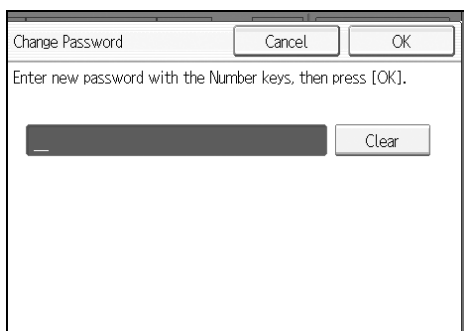 Change Password
Cancel
OK
Enter new password with the Number keys, then press [OK].
_
Clear